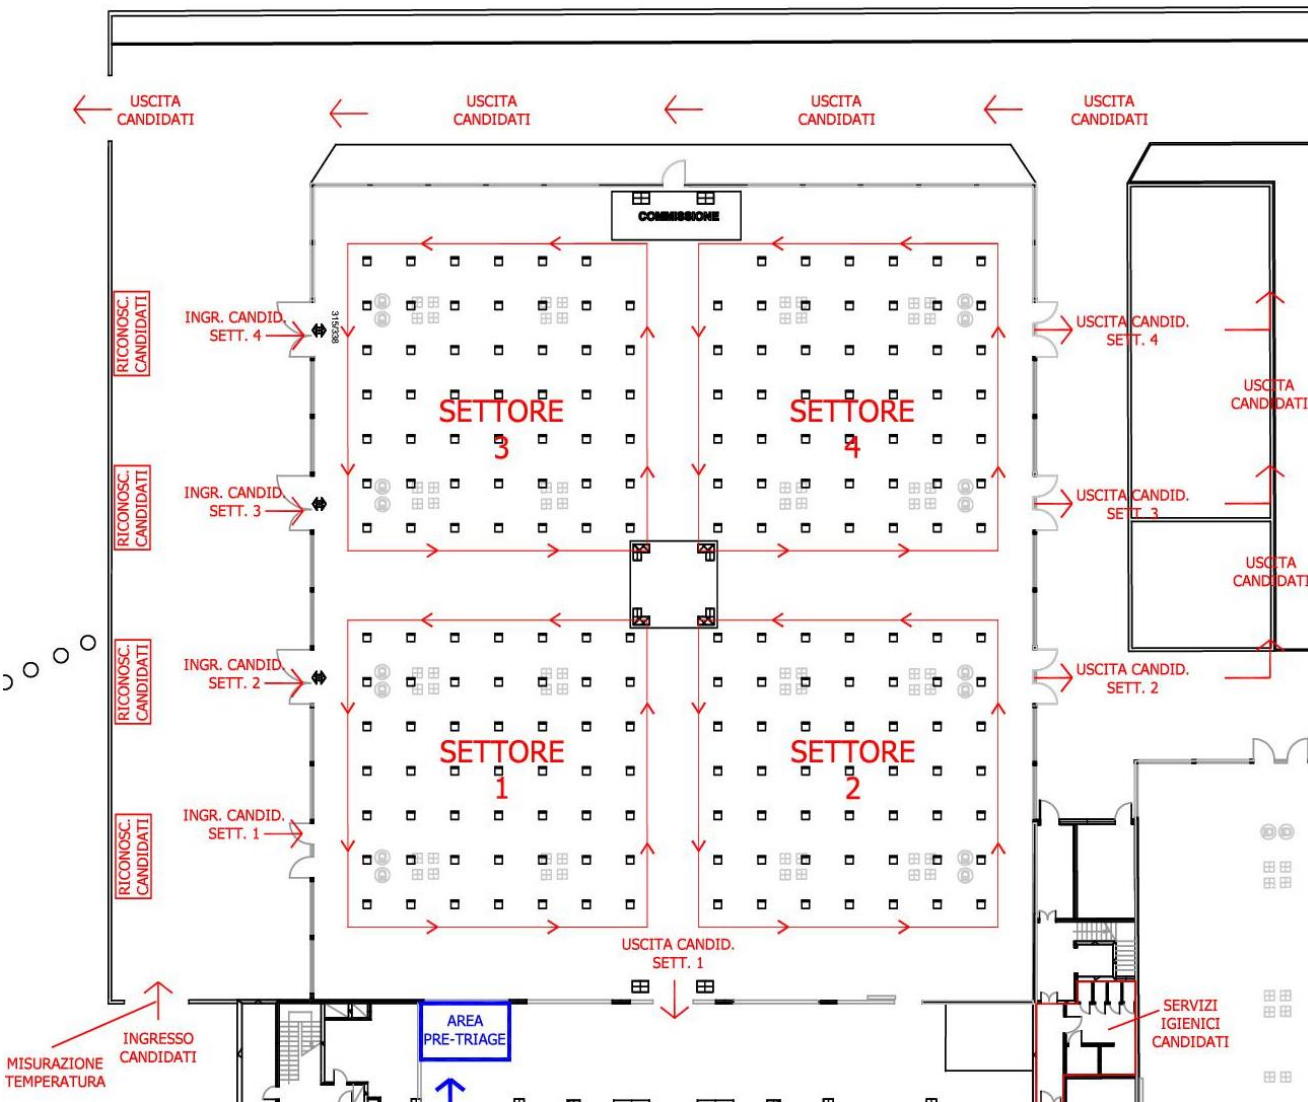 USCITA
CANDIDATI
USCITA
CANDIDATI
USCITA
CANDIDATI
USCITA
CANDIDATI
COMMISSIONE
RICONOSC.
CANDIDATI
INGR. CANDID.
SETT. 4
315/336
USCITA CANDID.
SETT. 4
SETTORE
3
SETTORE
4
USCITA
CANDIDATI
RICONOSC.
CANDIDATI
INGR. CANDID.
SETT. 3
USCITA CANDID.
SETT. 3
USCITA
CANDIDATI
RICONOSC.
CANDIDATI
INGR. CANDID.
SETT. 2
USCITA CANDID.
SETT. 2
SETTORE
1
SETTORE
2
RICONOSC.
CANDIDATI
INGR. CANDID.
SETT. 1
USCITA CANDID.
SETT. 1
MISURAZIONE
TEMPERATURA
INGRESSO
CANDIDATI
AREA
PRE-TRIAGE
SERVIZI
IGIENICI
CANDIDATI